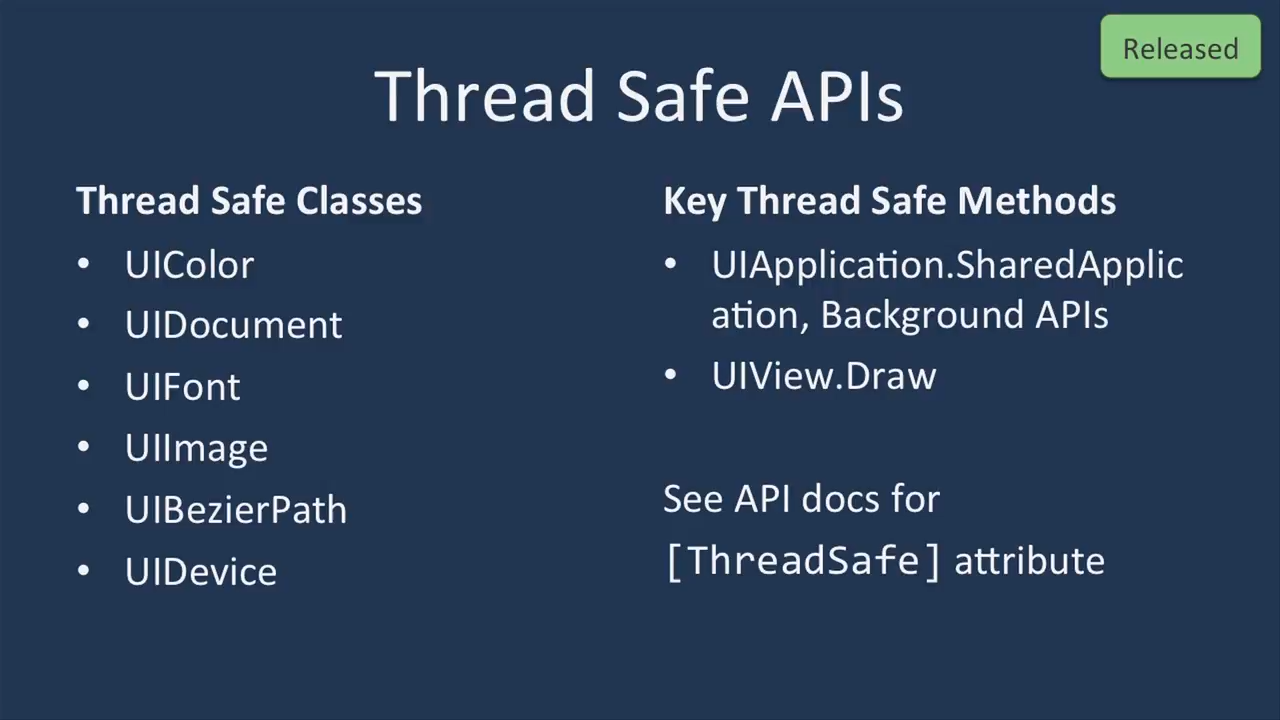 Released
Thread Safe APIs
Thread Safe Classes
• UIColor
• UIDocument
• UIFont
• UIImage
• UIBezierPath
• UIDevice
Key Thread Safe Methods
• UIApplication.SharedApplic
ation, Background APIs
• UIView.Draw
See API docs for
[ThreadSafe] attribute